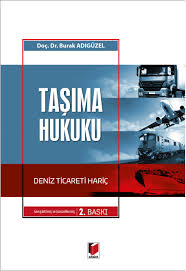 Doç. Dr. Burak ADIGÜZEL
TAŞIMA
HUKUKU
DENİZ TİCARETİ HARİÇ
2. BASKI